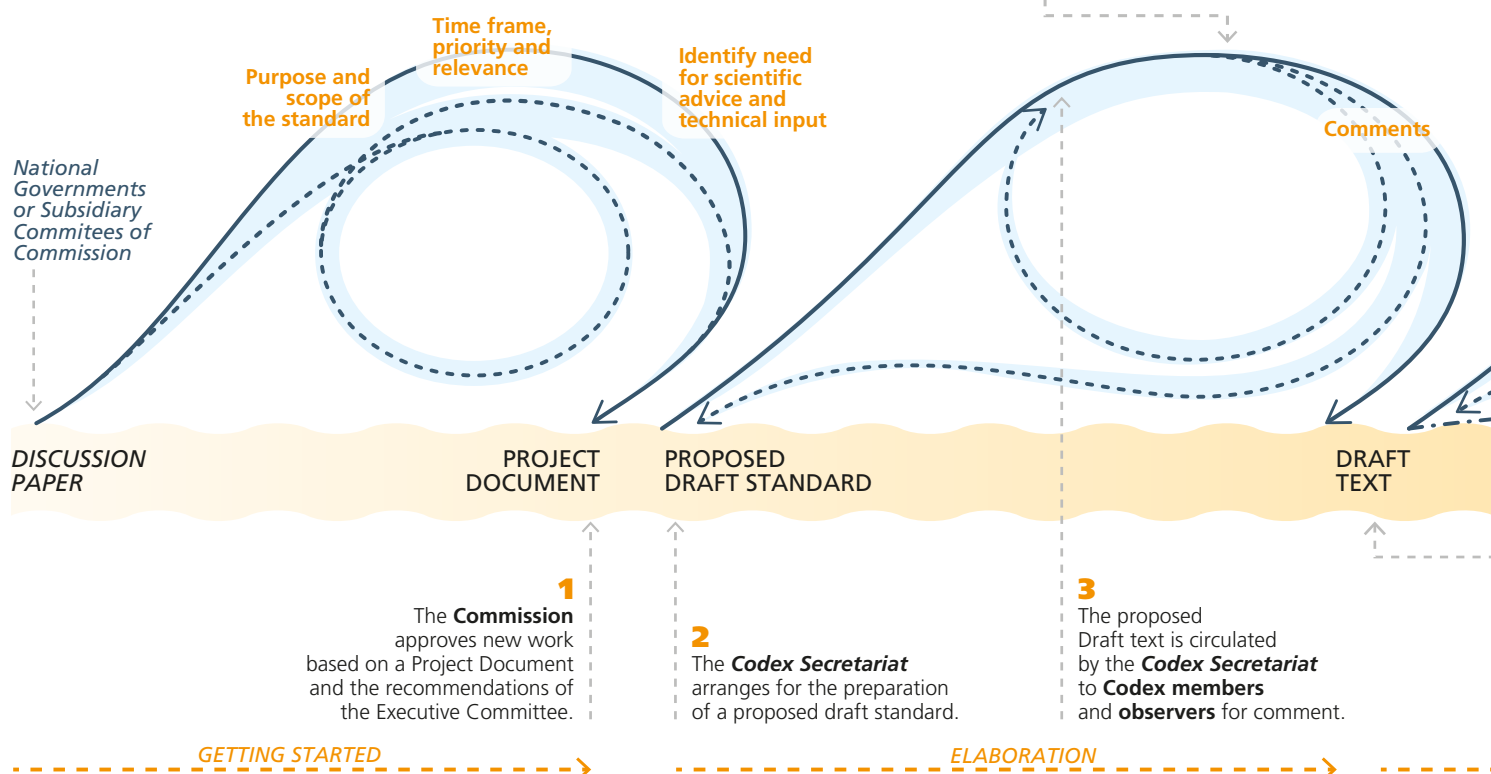 Time frame,
priority and
relevance
Purpose and
scope of
the standard
Identify need
for scientific
advice and
technical input
Comments
National
Governments
or Subsidiary
Commitees of
Commission
DISCUSSION
PAPER
PROJECT
DOCUMENT
PROPOSED
DRAFT STANDARD
DRAFT
TEXT
1
The Commission
approves new work
based on a Project Document
and the recommendations of
the Executive Committee.
2
The Codex Secretariat
arranges for the preparation
of a proposed draft standard.
3
The proposed
Draft text is circulated
by the Codex Secretariat
to Codex members
and observers for comment.
GETTING STARTED
ELABORATION